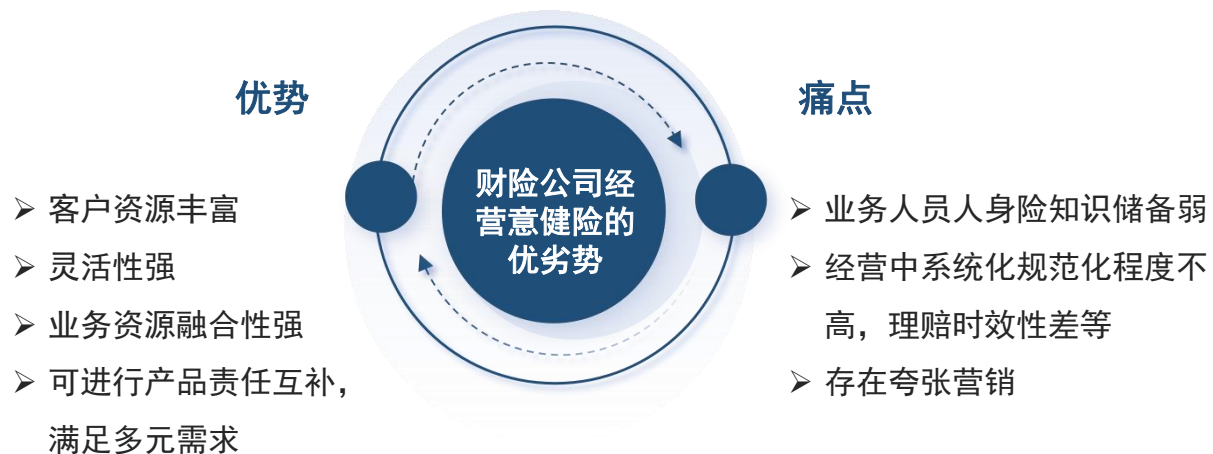 优势
➢ 客户资源丰富
➢ 灵活性强
➢ 业务资源融合性强
➢ 可进行产品责任互补，
满足多元需求
财险公司经
营意健险的
优劣势
痛点
➢ 业务人员人身险知识储备弱
➢ 经营中系统化规范化程度不
高，理赔时效性差等
➢ 存在夸张营销